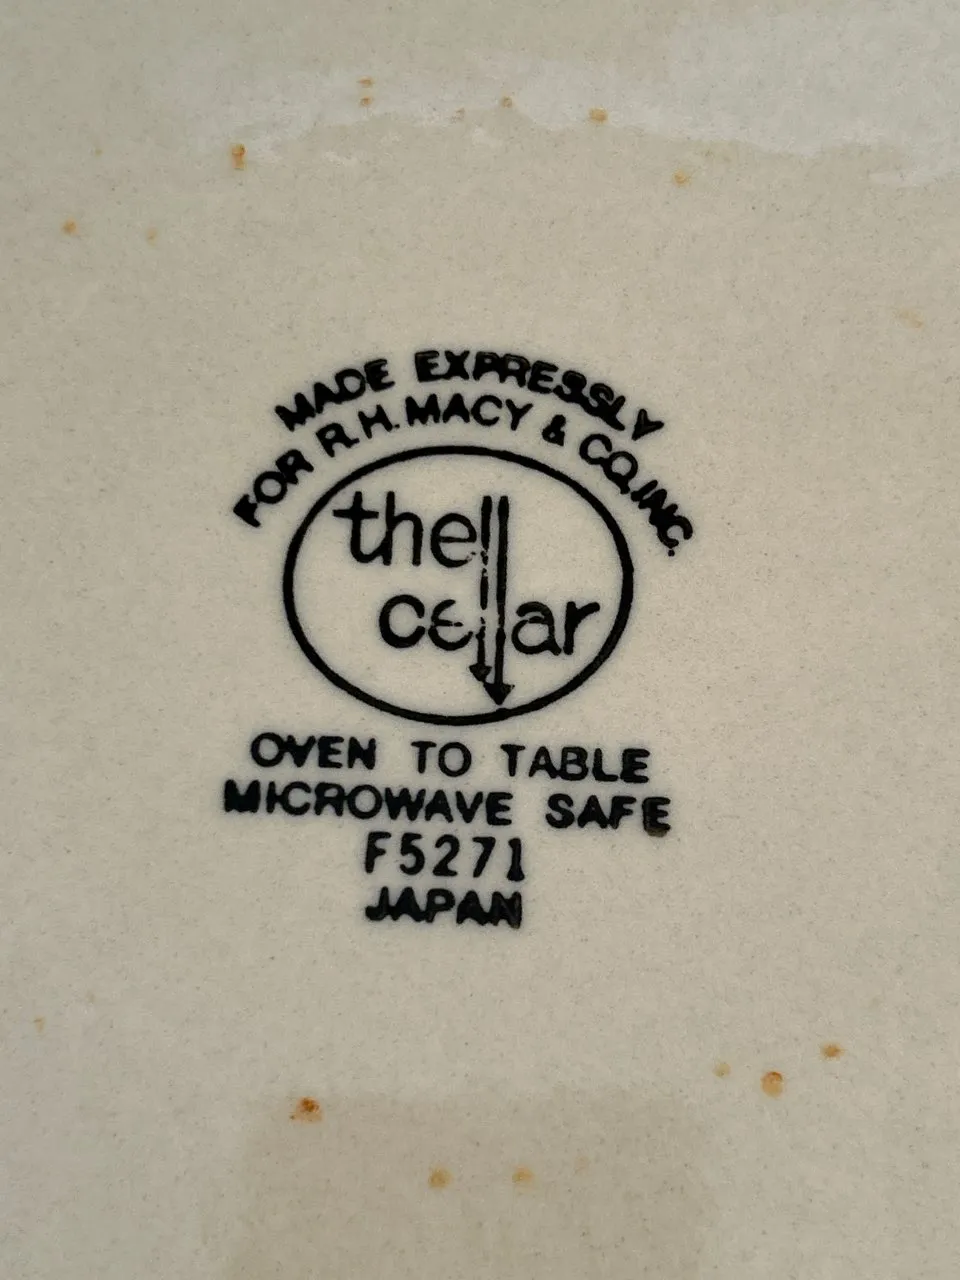 MADE EXPRESSLY
FOR R.H. MACY & CO., INC.
the
cellar
OVEN TO TABLE
MICROWAVE SAFE
F5271
JAPAN